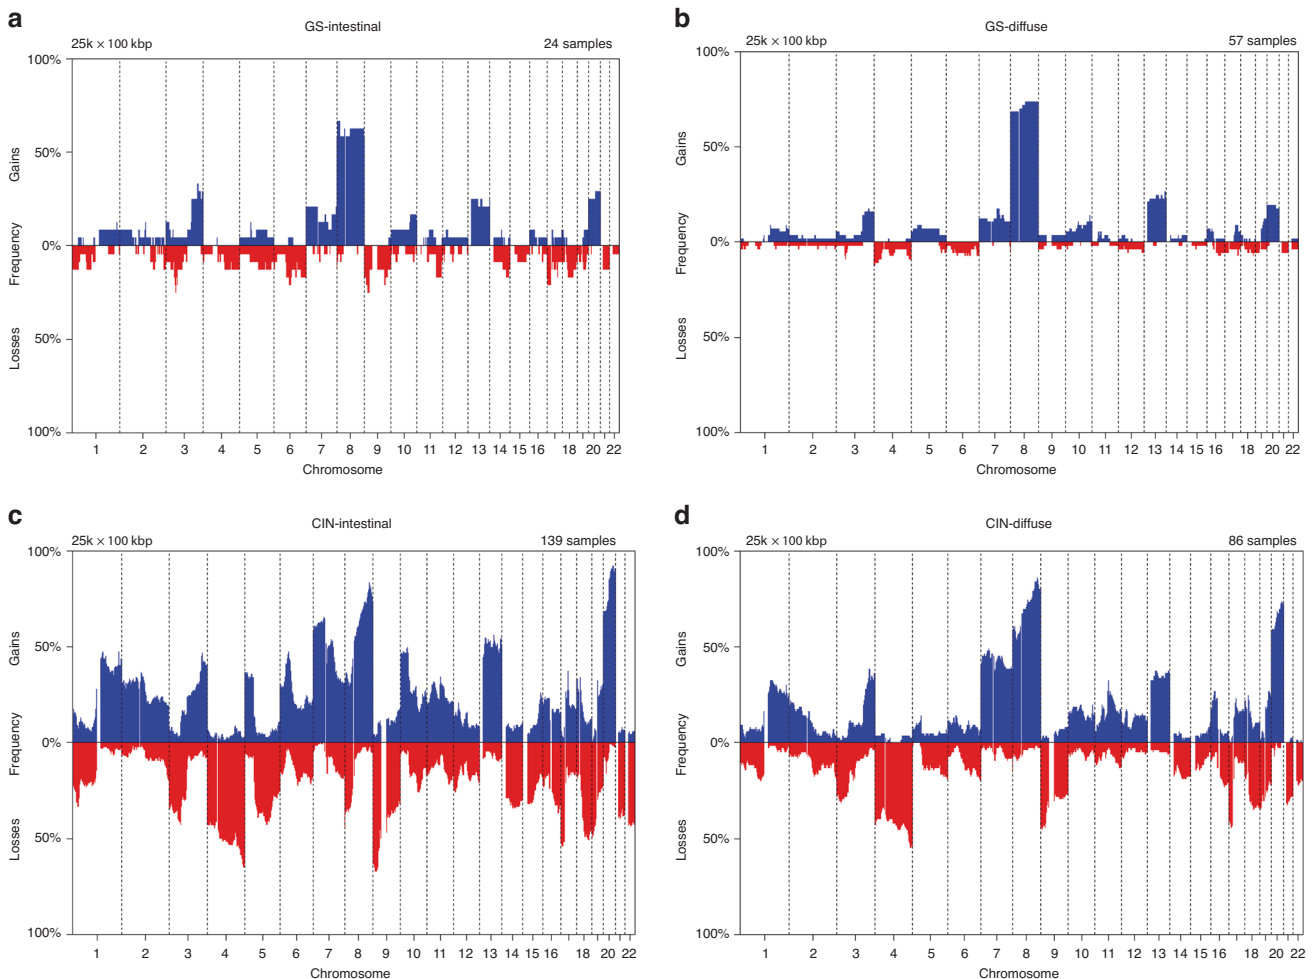 a
GS-intestinal
25k × 100 kbp
24 samples
100%
50%
0%
50%
100%
Gains
Frequency
Losses
1 2 3 4 5 6 7 8 9 10 11 12 13 14 15 16 18 20 22
Chromosome
b
GS-diffuse
25k × 100 kbp
57 samples
100%
50%
0%
50%
100%
Gains
Frequency
Losses
1 2 3 4 5 6 7 8 9 10 11 12 13 14 15 16 18 20 22
Chromosome
c
CIN-intestinal
25k × 100 kbp
139 samples
100%
50%
0%
50%
100%
Gains
Frequency
Losses
1 2 3 4 5 6 7 8 9 10 11 12 13 14 15 16 18 20 22
Chromosome
d
CIN-diffuse
25k × 100 kbp
86 samples
100%
50%
0%
50%
100%
Gains
Frequency
Losses
1 2 3 4 5 6 7 8 9 10 11 12 13 14 15 16 18 20 22
Chromosome